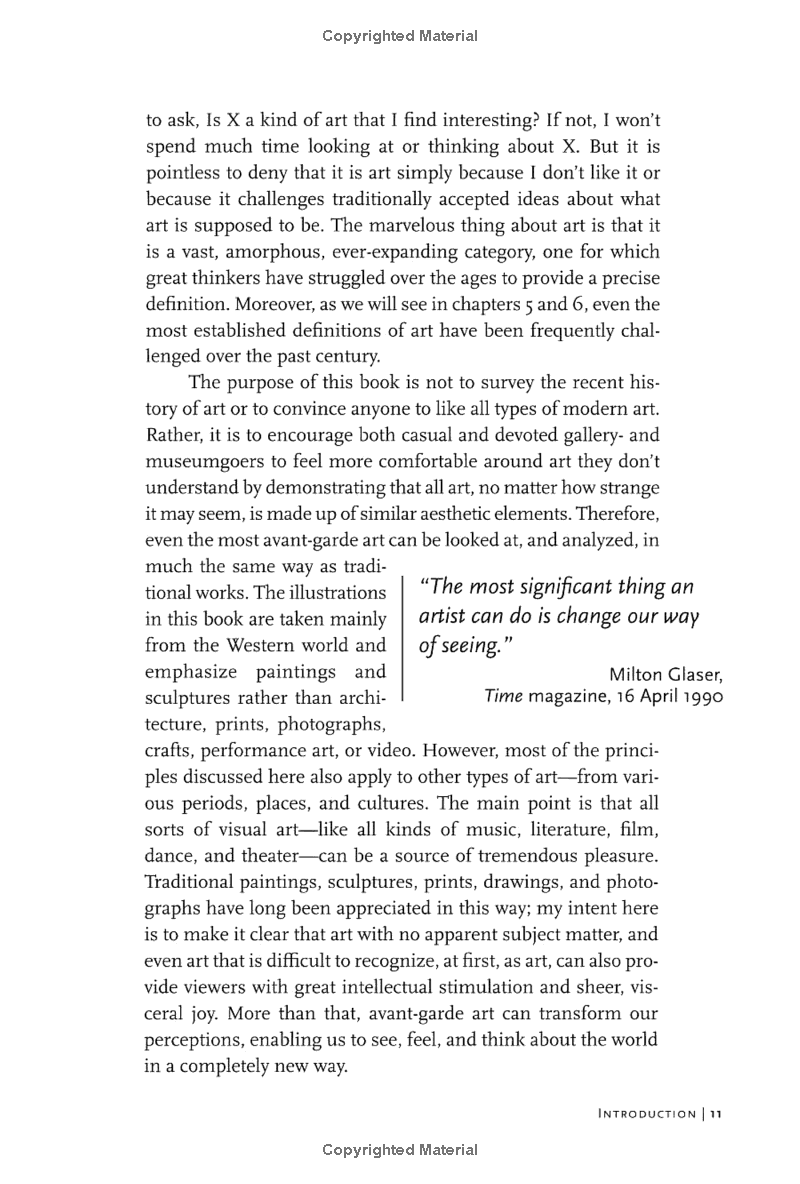 Copyrighted Material
to ask, Is X a kind of art that I find interesting? If not, I won’t
spend much time looking at or thinking about X. But it is
pointless to deny that it is art simply because I don’t like it or
because it challenges traditionally accepted ideas about what
art is supposed to be. The marvelous thing about art is that it
is a vast, amorphous, ever-expanding category, one for which
great thinkers have struggled over the ages to provide a precise
definition. Moreover, as we will see in chapters 5 and 6, even the
most established definitions of art have been frequently chal-
lenged over the past century.
The purpose of this book is not to survey the recent his-
tory of art or to convince anyone to like all types of modern art.
Rather, it is to encourage both casual and devoted gallery- and
museumgoers to feel more comfortable around art they don’t
understand by demonstrating that all art, no matter how strange
it may seem, is made up of similar aesthetic elements. Therefore,
even the most avant-garde art can be looked at, and analyzed, in
much the same way as tradi-
tional works. The illustrations
in this book are taken mainly
from the Western world and
emphasize paintings and
sculptures rather than archi-
tecture, prints, photographs,
crafts, performance art, or video. However, most of the princi-
ples discussed here also apply to other types of art—from vari-
ous periods, places, and cultures. The main point is that all
sorts of visual art—like all kinds of music, literature, film,
dance, and theater—can be a source of tremendous pleasure.
Traditional paintings, sculptures, prints, drawings, and photo-
graphs have long been appreciated in this way; my intent here
is to make it clear that art with no apparent subject matter, and
even art that is difficult to recognize, at first, as art, can also pro-
vide viewers with great intellectual stimulation and sheer, vis-
ceral joy. More than that, avant-garde art can transform our
perceptions, enabling us to see, feel, and think about the world
in a completely new way.
“The most significant thing an
artist can do is change our way
of seeing.”
Milton Glaser,
Time magazine, 16 April 1990
INTRODUCTION | 11
Copyrighted Material